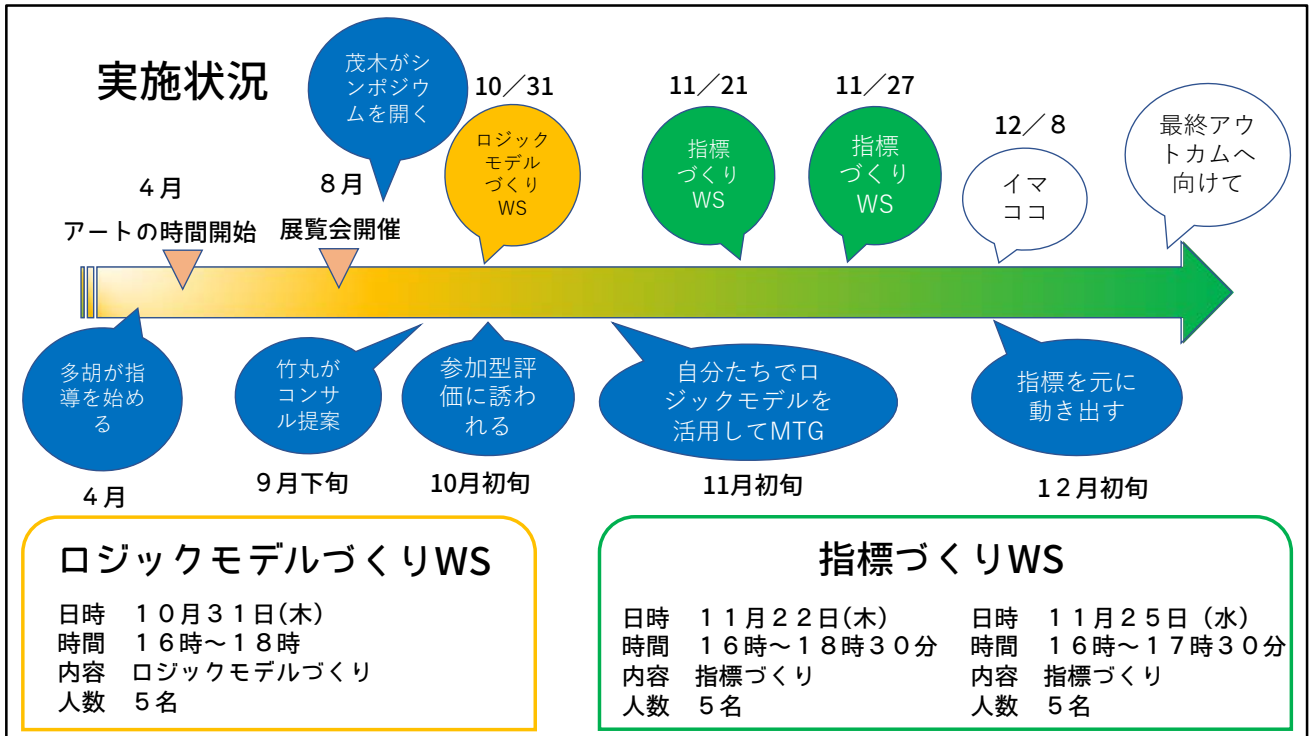 実施状況
茂木がシ
ンポジウ
ムを開く
10／31
11／21
11／27
12／8
ロジック
モデル
づくり
WS
指標
づくり
WS
指標
づくり
WS
イマ
ココ
最終アウ
トカムへ
向けて
４月
アートの時間開始
８月
展覧会開催
多胡が指
導を始め
る
竹丸が
コンサ
ル提案
参加型評
価に誘わ
れる
自分たちでロ
ジックモデルを
活用してMTG
指標を元に
動き出す
４月
９月下旬
10月初旬
11月初旬
1２月初旬
ロジックモデルづくりWS
日時　１０月３１日(木)
時間　１６時～１８時
内容　ロジックモデルづくり
人数　５名
指標づくりWS
日時　１１月２２日(木)
時間　１６時～１８時３０分
内容　指標づくり
人数　５名
日時　１１月２５日（水）
時間　１６時～１７時３０分
内容　指標づくり
人数　５名